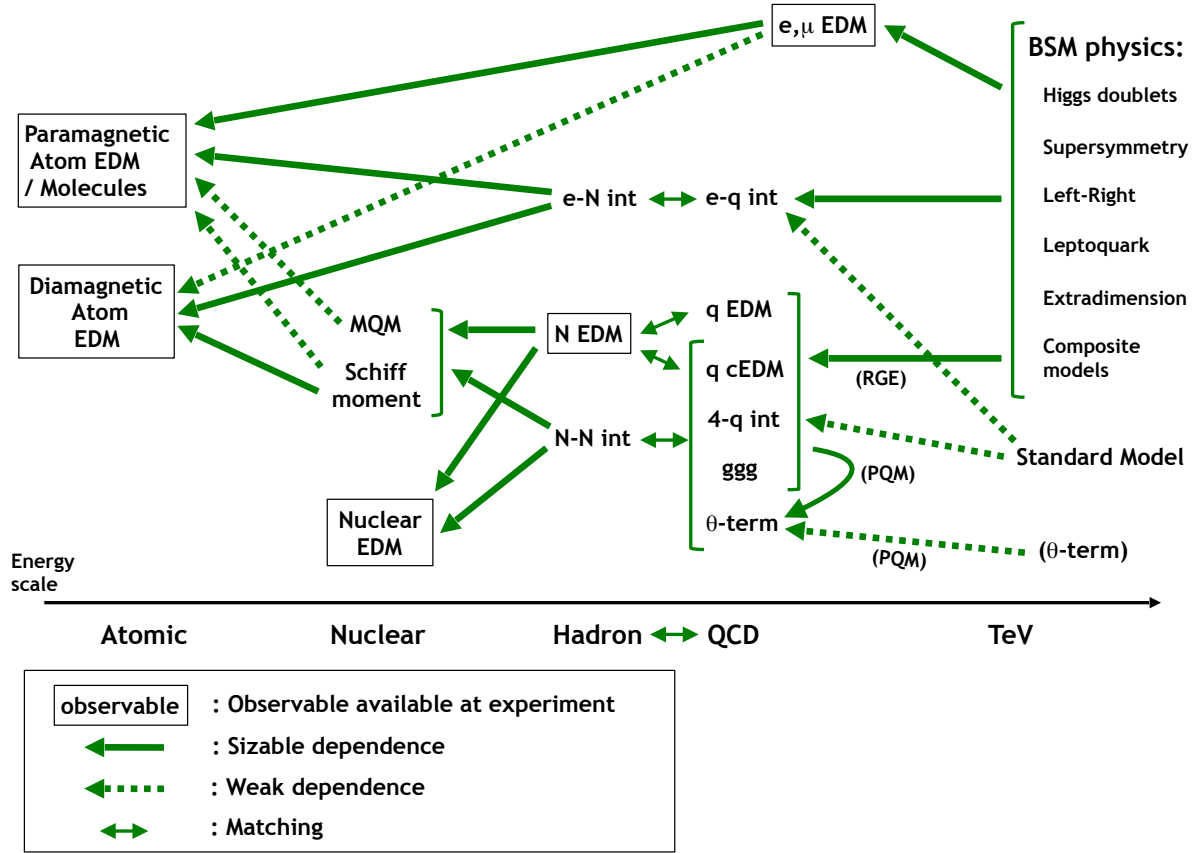 e,μ EDM
BSM physics:
Higgs doublets
Supersymmetry
Left-Right
Leptoquark
Extradimension
Composite
models
Paramagnetic
Atom EDM
/ Molecules
e-N int
e-q int
Diamagnetic
Atom
EDM
MQM
Schiff
moment
N EDM
q EDM
q cEDM
(RGE)
4-q int
N-N int
ggg
(PQM)
Standard Model
θ-term
Nuclear
EDM
(PQM)
(θ-term)
Energy
scale
Atomic
Nuclear
Hadron
QCD
TeV
observable
: Observable available at experiment
: Sizable dependence
: Weak dependence
: Matching